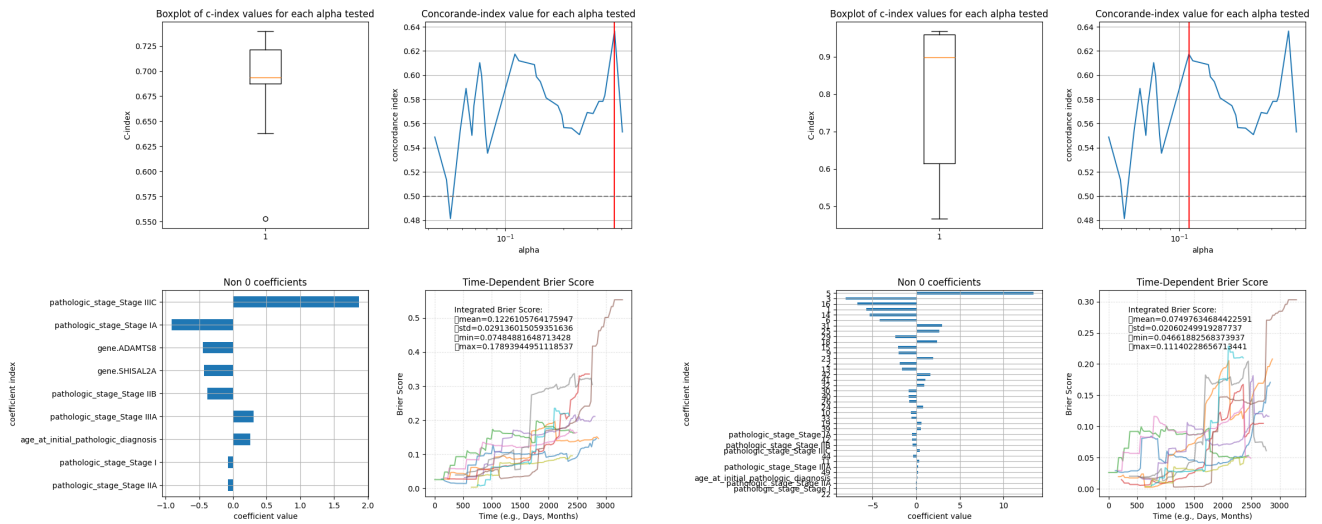 Boxplot of c-index values for each alpha tested
C-index
0.725
0.700
0.675
0.650
0.625
0.600
0.575
0.550
1
Concorande-index value for each alpha tested
concordance index
0.64
0.62
0.60
0.58
0.56
0.54
0.52
0.50
0.48
10⁻¹
alpha
Boxplot of c-index values for each alpha tested
C-index
0.9
0.8
0.7
0.6
0.5
1
Concorande-index value for each alpha tested
concordance index
0.64
0.62
0.60
0.58
0.56
0.54
0.52
0.50
0.48
10⁻¹
alpha
Non 0 coefficients
coefficient index
pathologic_stage_Stage IIIC
pathologic_stage_Stage IA
gene.ADAMTS8
gene.SHISAL2A
pathologic_stage_Stage IIB
pathologic_stage_Stage IIIA
age_at_initial_pathologic_diagnosis
pathologic_stage_Stage I
pathologic_stage_Stage IIA
−1.0 −0.5 0.0 0.5 1.0 1.5 2.0
coefficient value
Time-Dependent Brier Score
Brier Score
Integrated Brier Score:
mean=0.1226105764175947
std=0.029136015059351636
min=0.07484881648713428
max=0.17893944951118537
0.5
0.4
0.3
0.2
0.1
0.0
0 500 1000 1500 2000 2500 3000
Time (e.g., Days, Months)
Non 0 coefficients
coefficient index
5
16
14
31
18
23
22
pathologic_stage_Stage IIIA
age_at_initial_pathologic_diagnosis
−5 0 5 10
coefficient value
Time-Dependent Brier Score
Brier Score
Integrated Brier Score:
mean=0.07497634684422591
std=0.02060249919287737
min=0.04661882568373937
max=0.11140228656713441
0.30
0.25
0.20
0.15
0.10
0.05
0.00
0 500 1000 1500 2000 2500 3000
Time (e.g., Days, Months)